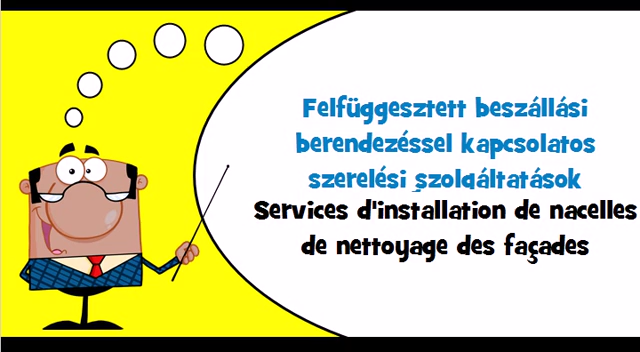 Felfüggesztett beszállási
berendezéssel kapcsolatos
szerelési szolgáltatások
Services d'installation de nacelles
de nettoyage des façades